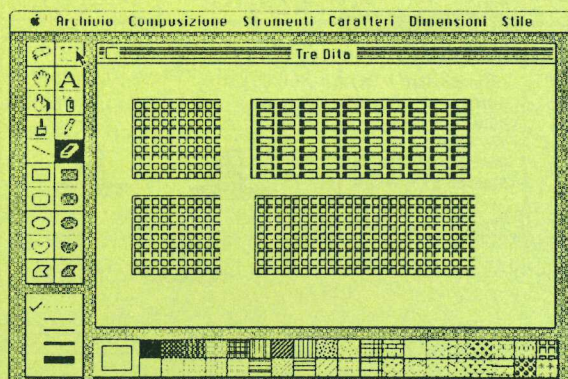 Archivio Composizione Strumenti Caratteri Dimensioni Stile
Tre Dita
A